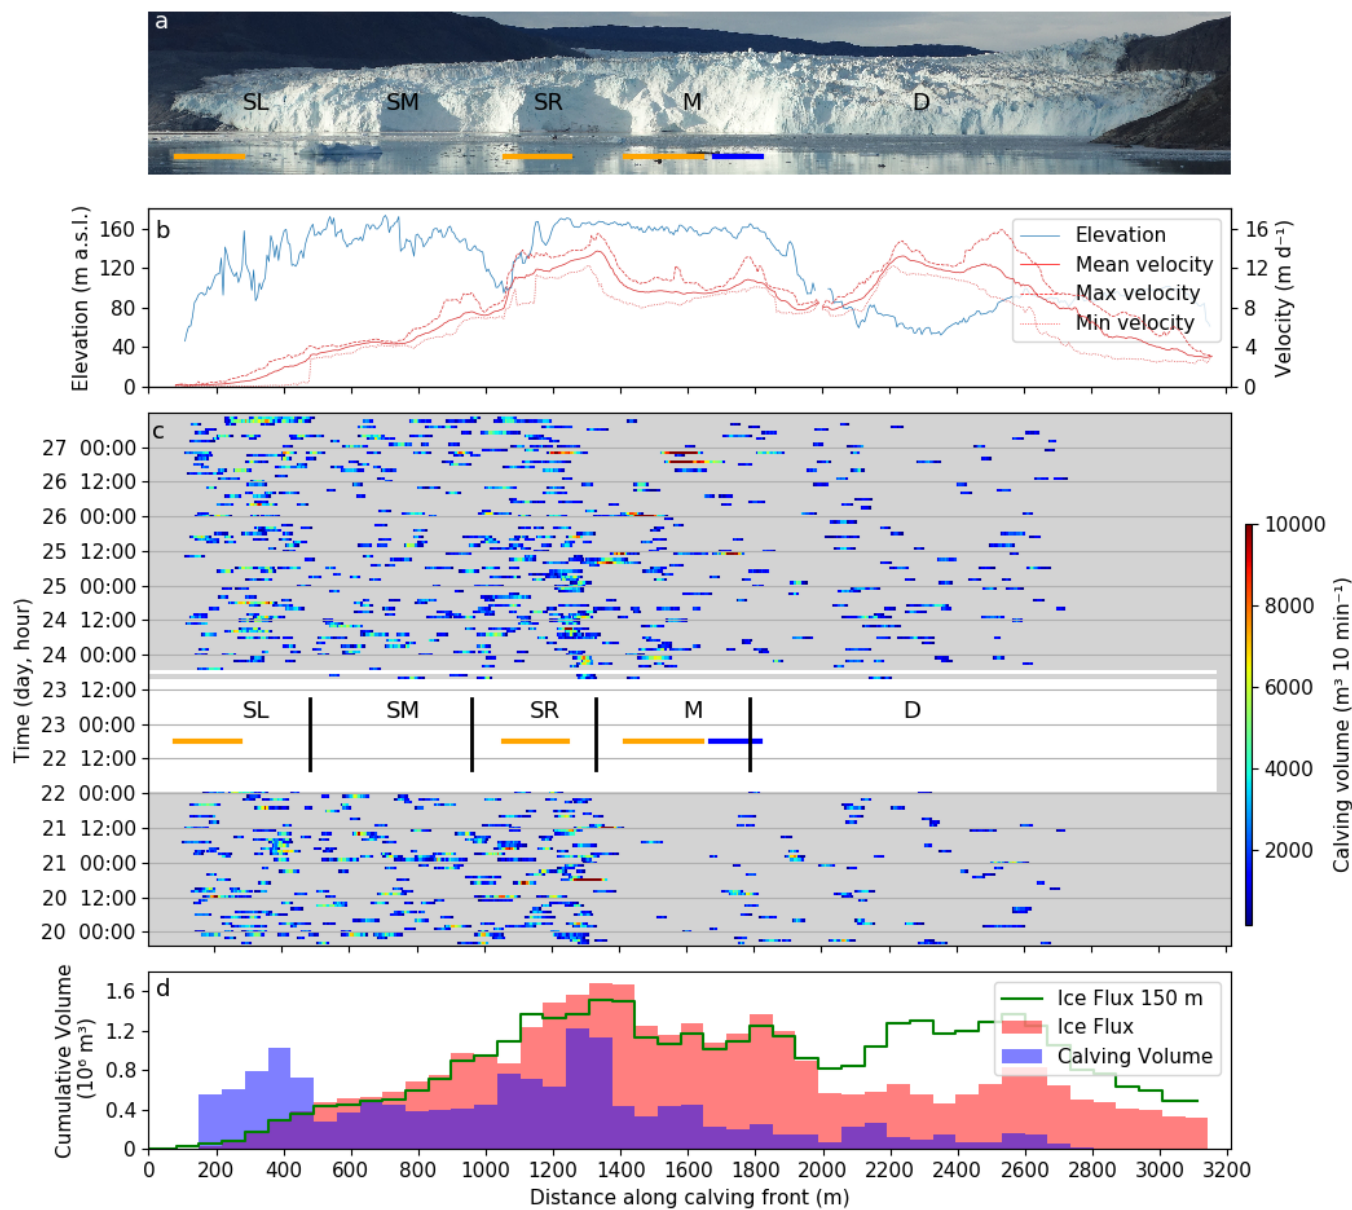 a
SL SM SR M D
b
Elevation (m a.s.l.)
160
120
80
40
0
Elevation
Mean velocity
Max velocity
Min velocity
16
12
8
4
0
Velocity (m d⁻¹)
c
Time (day, hour)
27 00:00
26 12:00
26 00:00
25 12:00
25 00:00
24 12:00
24 00:00
23 12:00
23 00:00
22 12:00
22 00:00
21 12:00
21 00:00
20 12:00
20 00:00
SL SM SR M D
10000
8000
6000
4000
2000
Calving volume (m³ 10 min⁻¹)
d
Cumulative Volume
(10⁶ m³)
1.6
1.2
0.8
0.4
0
Ice Flux 150 m
Ice Flux
Calving Volume
0 200 400 600 800 1000 1200 1400 1600 1800 2000 2200 2400 2600 2800 3000 3200
Distance along calving front (m)